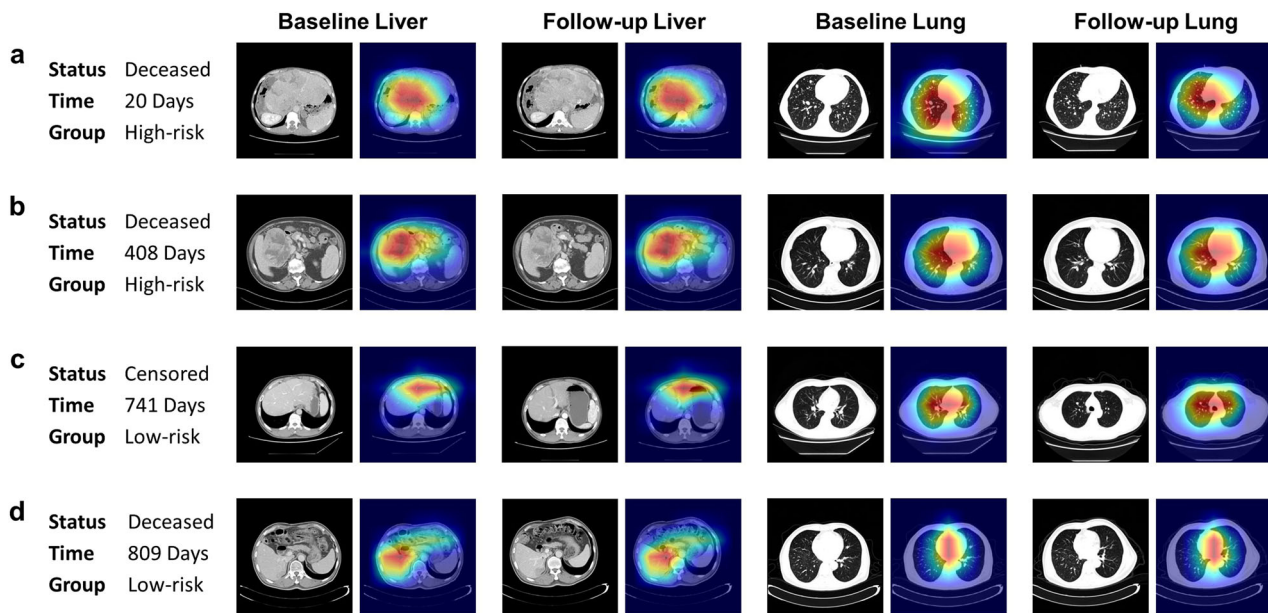 Baseline Liver Follow-up Liver Baseline Lung Follow-up Lung
a
Status Deceased
Time 20 Days
Group High-risk
b
Status Deceased
Time 408 Days
Group High-risk
c
Status Censored
Time 741 Days
Group Low-risk
d
Status Deceased
Time 809 Days
Group Low-risk